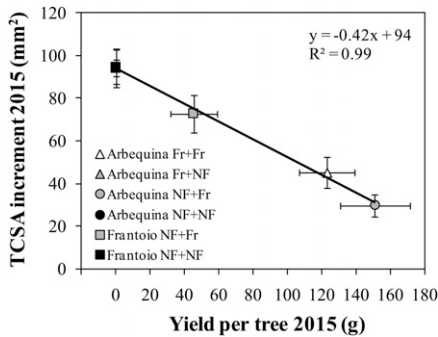 120
100
80
60
40
20
0
TCSA increment 2015 (mm²)
y = -0.42x + 94
R² = 0.99
Arbequina Fr+Fr
Arbequina Fr+NF
Arbequina NF+Fr
Arbequina NF+NF
Frantoio NF+Fr
Frantoio NF+NF
0 20 40 60 80 100 120 140 160 180
Yield per tree 2015 (g)